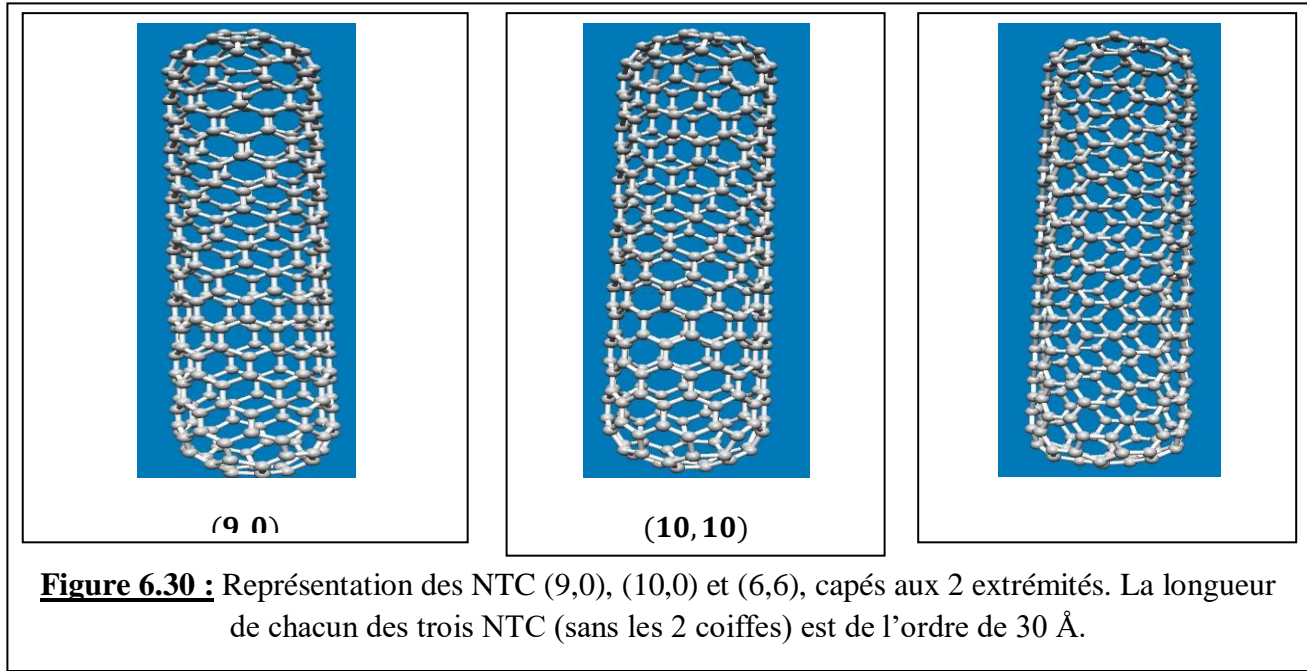 (9,0)
(10,10)
Figure 6.30 : Représentation des NTC (9,0), (10,0) et (6,6), capés aux 2 extrémités. La longueur
de chacun des trois NTC (sans les 2 coiffes) est de l’ordre de 30 Å.